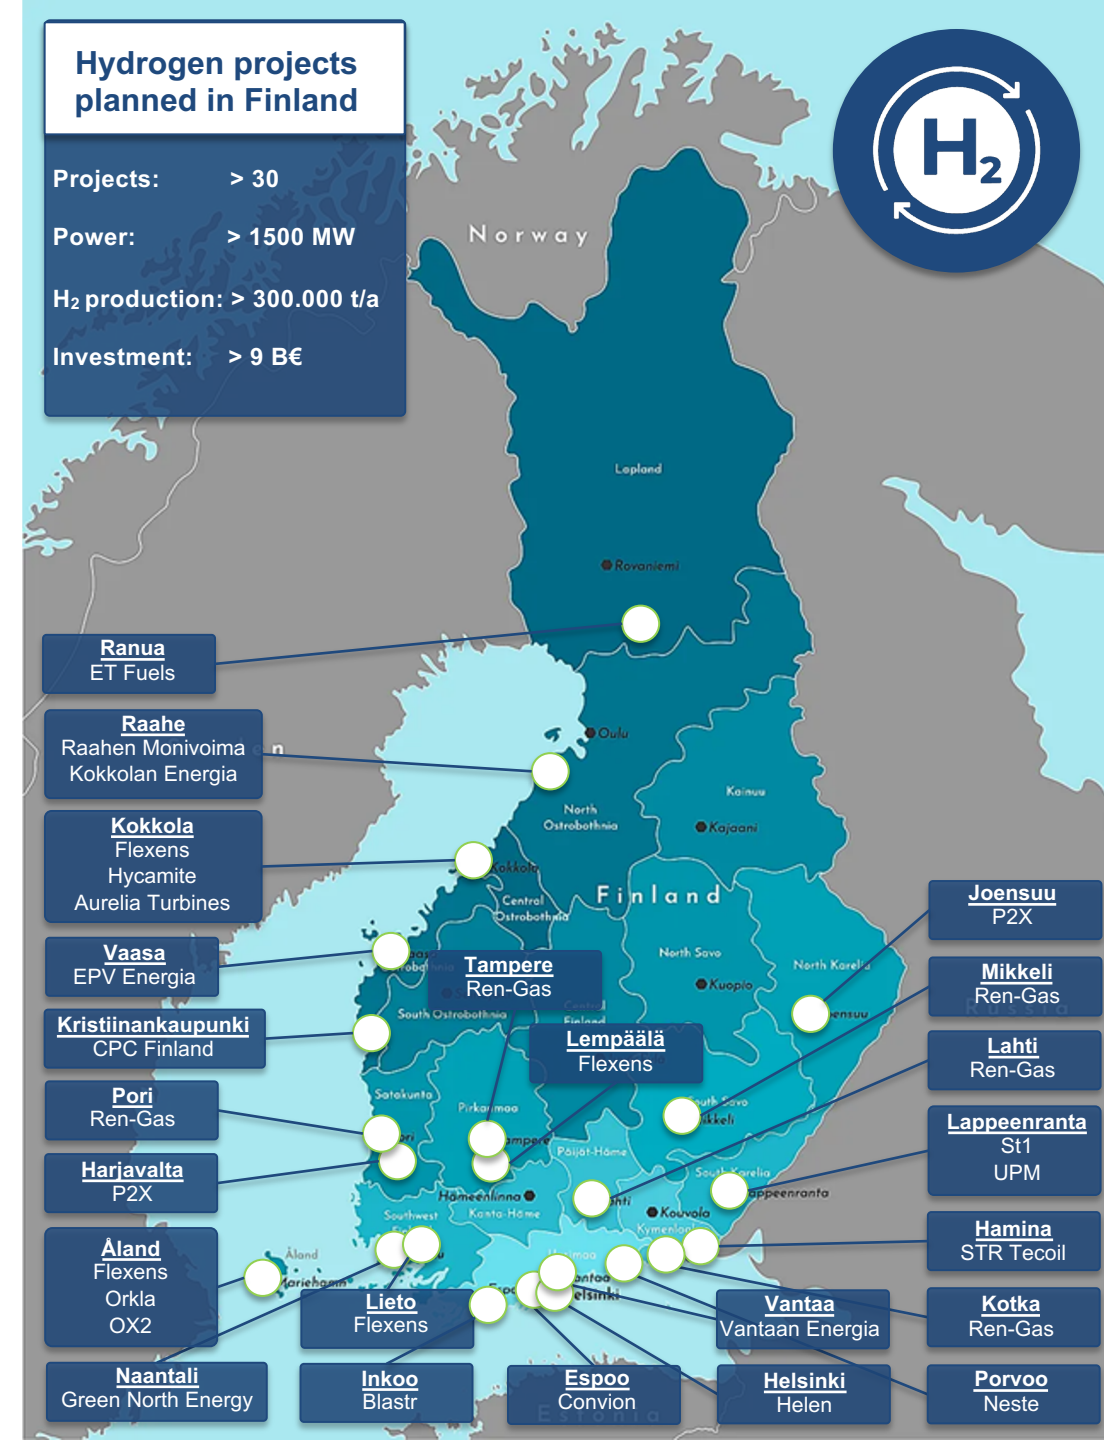 Hydrogen projects
planned in Finland
Projects: > 30
Power: > 1500 MW
H₂ production: > 300.000 t/a
Investment: > 9 B€
H₂
Norway
Lapland
Rovaniemi
Ranua
ET Fuels
Raahe
Raahen Monivoima
Kokkolan Energia
n
Oulu
North
Ostrobothnia
Kainuu
Kajaani
Kokkola
Flexens
Hycamite
Aurelia Turbines
Kokkola
Central
Ostrobothnia
Finland
Joensuu
P2X
Vaasa
EPV Energia
Tampere
Ren-Gas
North Savo
Kuopio
North Karelia
Mikkeli
Ren-Gas
Russia
South Ostrobothnia
Central
Finland
Kristiinankaupunki
CPC Finland
Lempäälä
Flexens
Lahti
Ren-Gas
Pori
Ren-Gas
Satakunta
Pirkanmaa
South Savo
Lappeenranta
St1
UPM
Harjavalta
P2X
Päijät-Häme
South Karelia
Hämeenlinna
Kanta-Häme
Kouvola
Southwest
Hamina
STR Tecoil
Åland
Flexens
Orkla
OX2
Åland
Mariehamn
Lieto
Flexens
Vantaa
Vantaan Energia
Kotka
Ren-Gas
Naantali
Green North Energy
Inkoo
Blastr
Espoo
Convion
Helsinki
Helen
Porvoo
Neste
Estonia